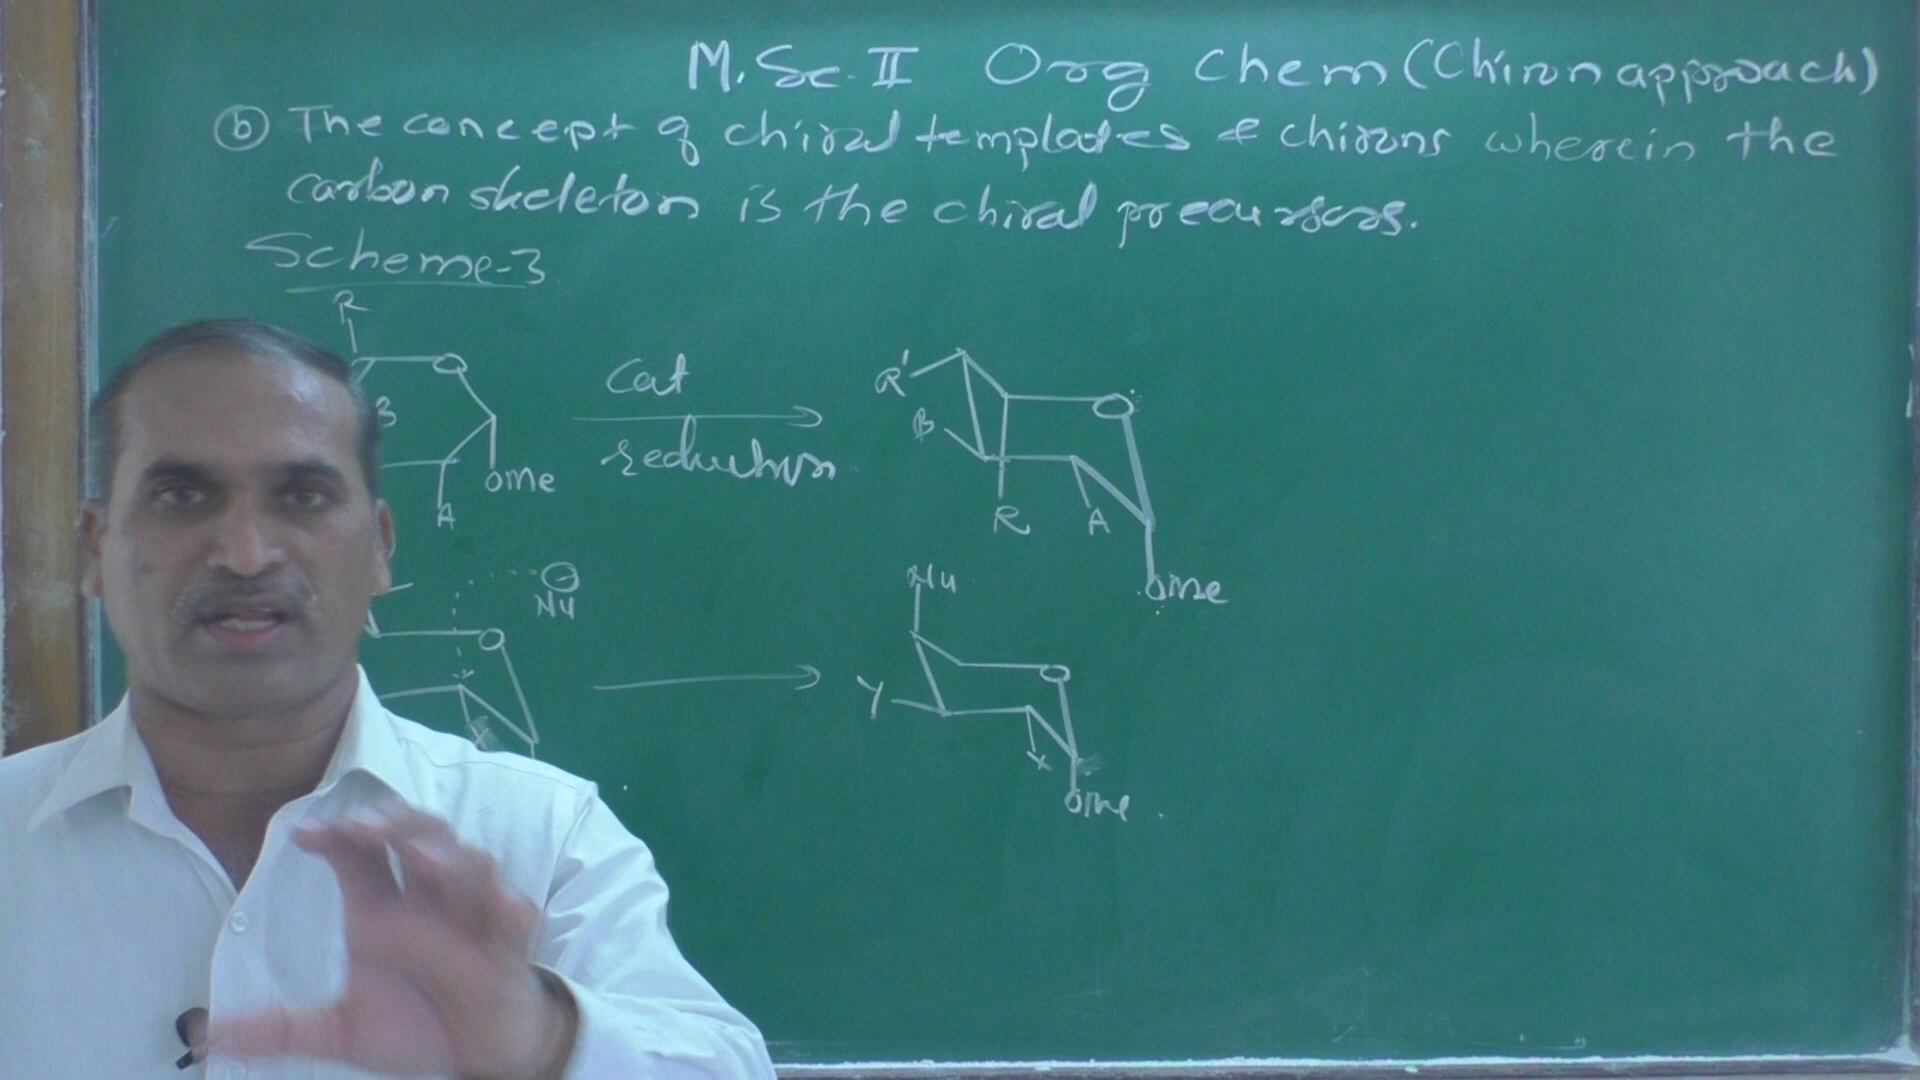 M.Sc-II Org Chem (Chiron approach)
(b) The concept of chiral templates & chirons wherein the
carbon skeleton is the chiral precursors.
Scheme-3
R
O
B
OMe
A
Cat
reduction
R'
B
O
R
A
OMe
Nu
O
Nu
Y
O
X
OMe